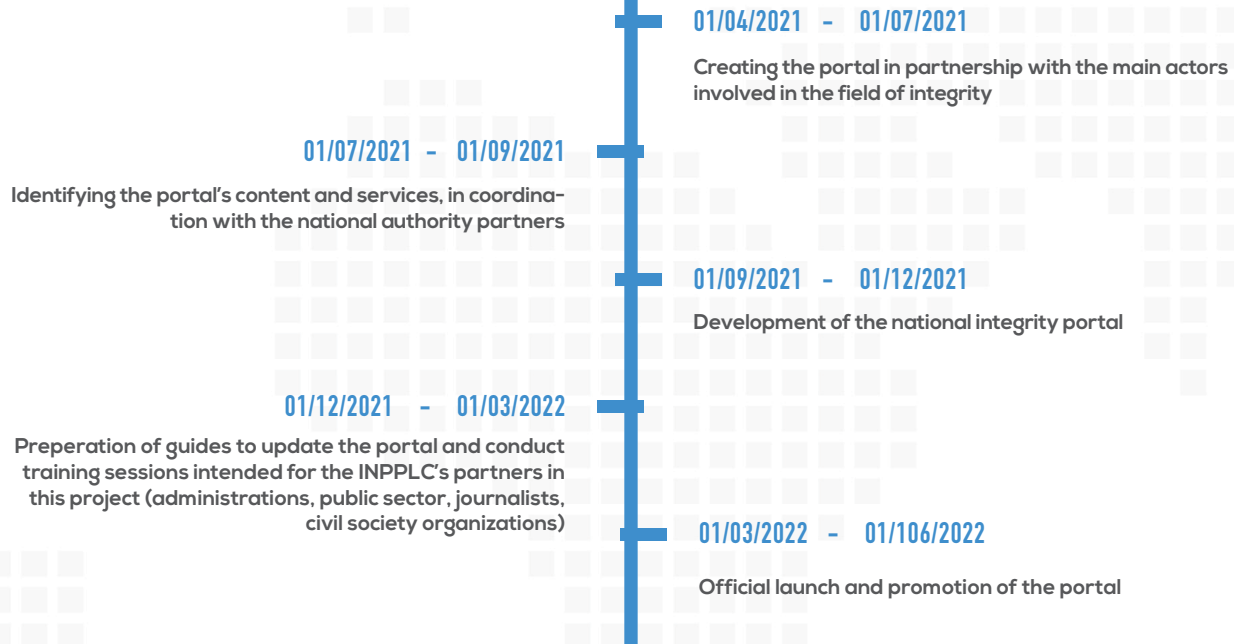 01/04/2021 - 01/07/2021
Creating the portal in partnership with the main actors
involved in the field of integrity
01/07/2021 - 01/09/2021
Identifying the portal's content and services, in coordina-
tion with the national authority partners
01/09/2021 - 01/12/2021
Development of the national integrity portal
01/12/2021 - 01/03/2022
Preperation of guides to update the portal and conduct
training sessions intended for the INPPLC's partners in
this project (administrations, public sector, journalists,
civil society organizations)
01/03/2022 - 01/106/2022
Official launch and promotion of the portal